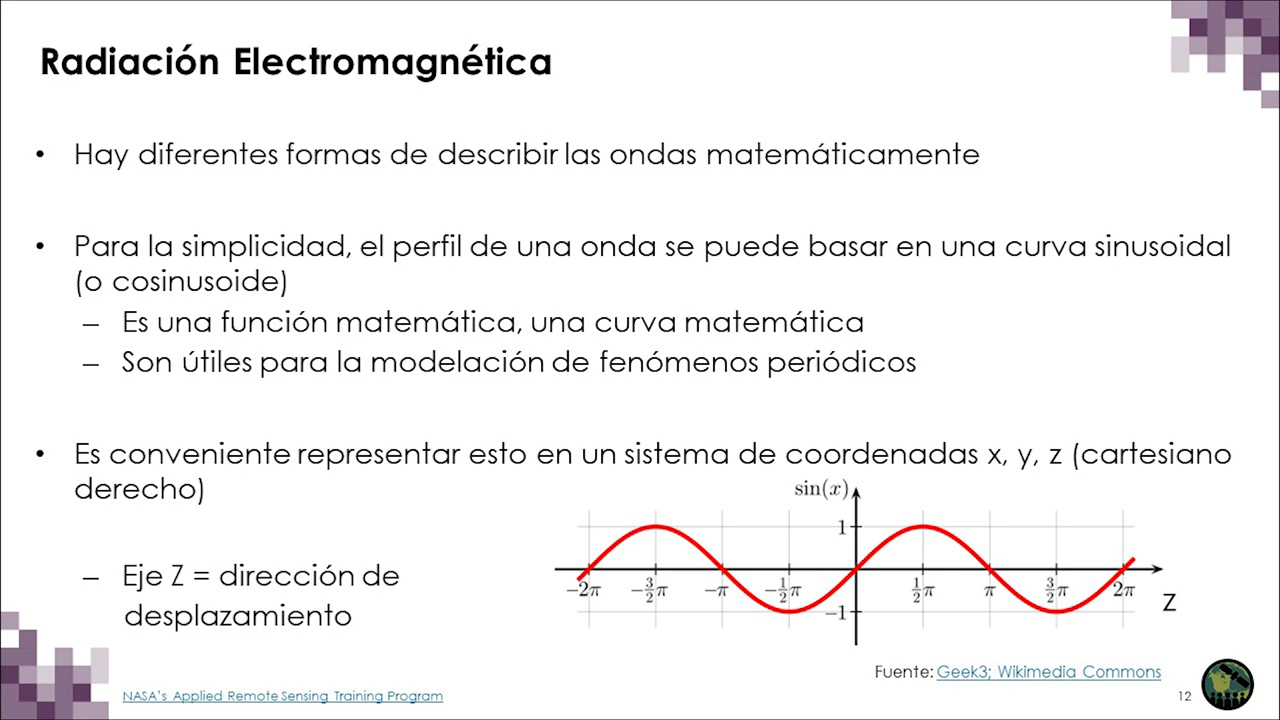 Radiación Electromagnética
• Hay diferentes formas de describir las ondas matemáticamente
• Para la simplicidad, el perfil de una onda se puede basar en una curva sinusoidal
(o cosinusoide)
– Es una función matemática, una curva matemática
– Son útiles para la modelación de fenómenos periódicos
• Es conveniente representar esto en un sistema de coordenadas x, y, z (cartesiano
derecho)
sin(x)
1
– Eje Z = dirección de
desplazamiento
−2π −3/2π −π −1/2π 1/2π π 3/2π 2π
Z
−1
Fuente: Geek3; Wikimedia Commons
NASA's Applied Remote Sensing Training Program
12